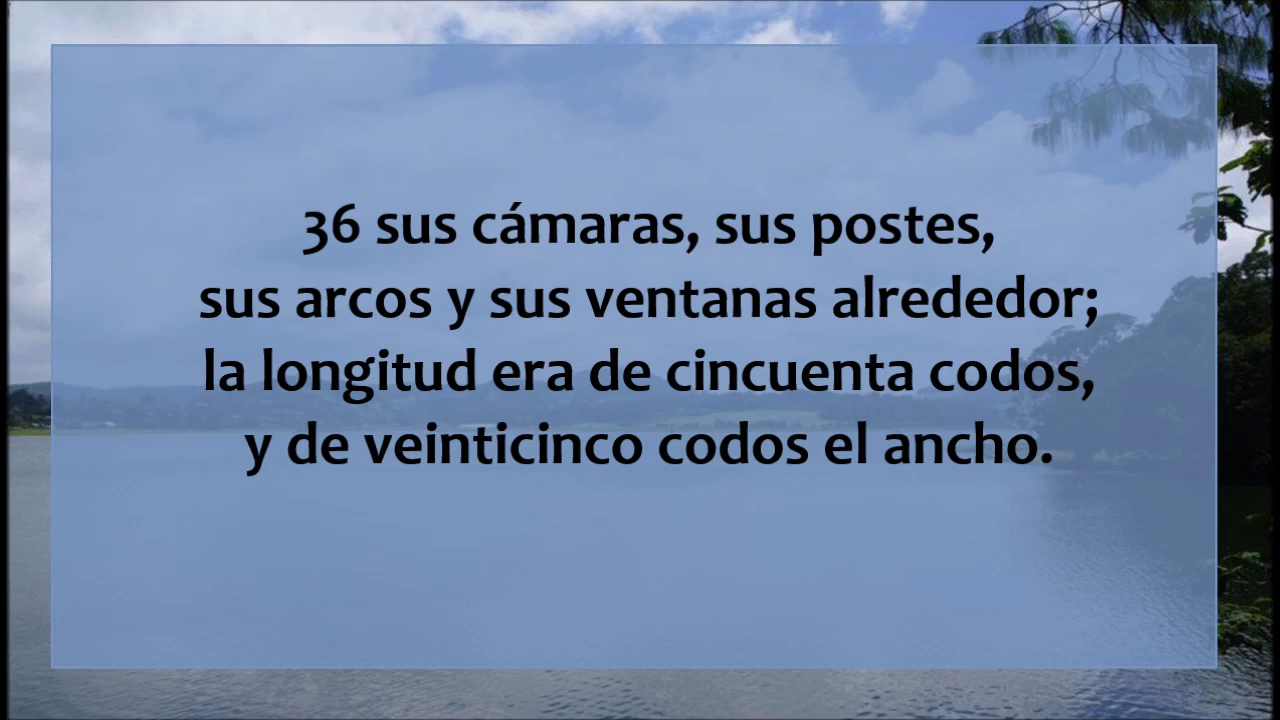 36 sus cámaras, sus postes,
sus arcos y sus ventanas alrededor;
la longitud era de cincuenta codos,
y de veinticinco codos el ancho.